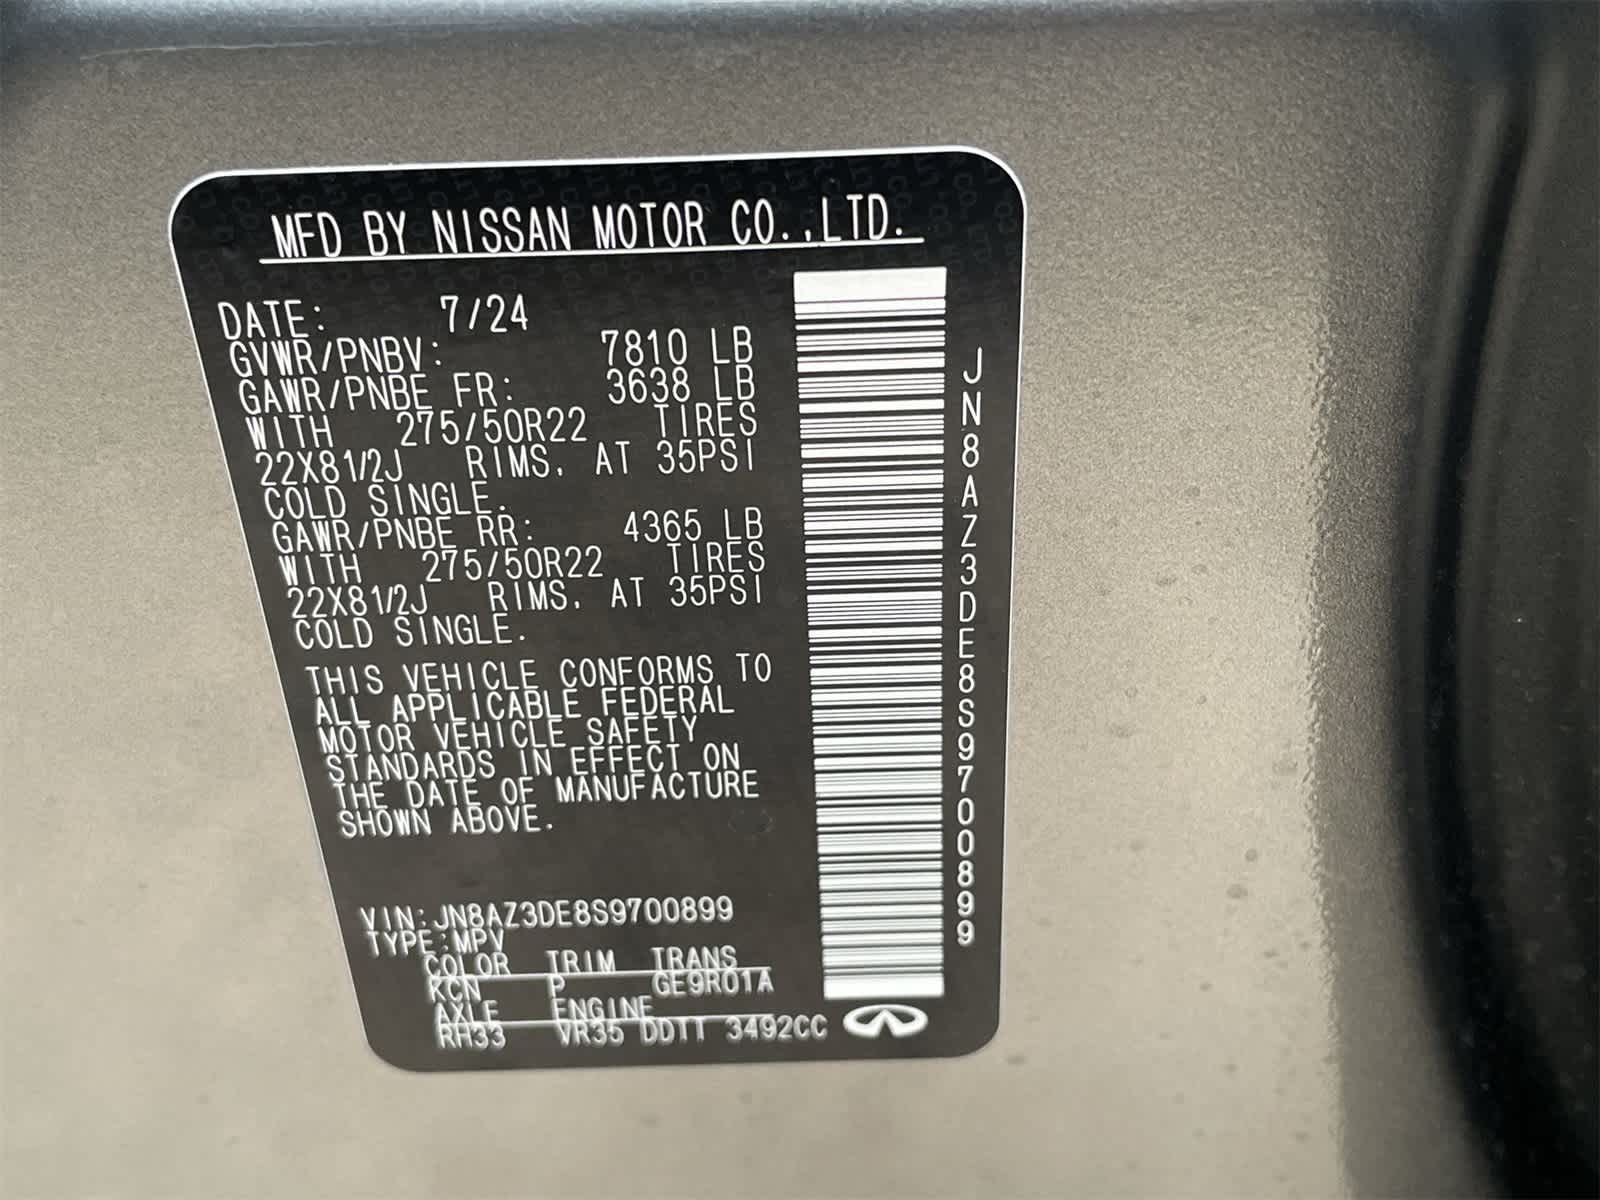 MFD BY NISSAN MOTOR CO.,LTD.
DATE: 7/24
GVWR/PNBV: 7810 LB
GAWR/PNBE FR: 3638 LB
WITH 275/50R22 TIRES
22X81/2J RIMS, AT 35PSI
COLD SINGLE.
GAWR/PNBE RR: 4365 LB
WITH 275/50R22 TIRES
22X81/2J RIMS, AT 35PSI
COLD SINGLE.
THIS VEHICLE CONFORMS TO
ALL APPLICABLE FEDERAL
MOTOR VEHICLE SAFETY
STANDARDS IN EFFECT ON
THE DATE OF MANUFACTURE
SHOWN ABOVE.
VIN:JN8AZ3DE8S9700899
TYPE:MPV
COLOR TRIM TRANS
KCN P GE9R01A
AXLE ENGINE
RH33 VR35 DDTT 3492CC
JN8AZ3DE8S9700899